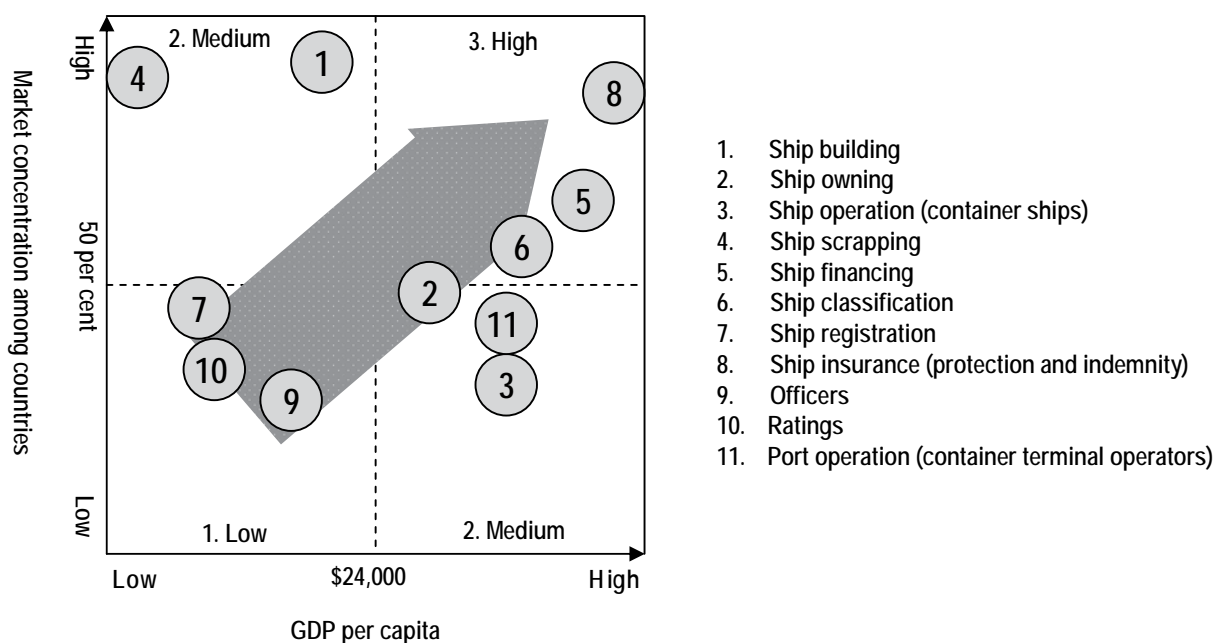 Market concentration among countries
High
50 per cent
Low
2. Medium
3. High
1
4
8
5
6
2
7
11
10
3
9
1. Low
2. Medium
Low
$24,000
High
GDP per capita
1. Ship building
2. Ship owning
3. Ship operation (container ships)
4. Ship scrapping
5. Ship financing
6. Ship classification
7. Ship registration
8. Ship insurance (protection and indemnity)
9. Officers
10. Ratings
11. Port operation (container terminal operators)